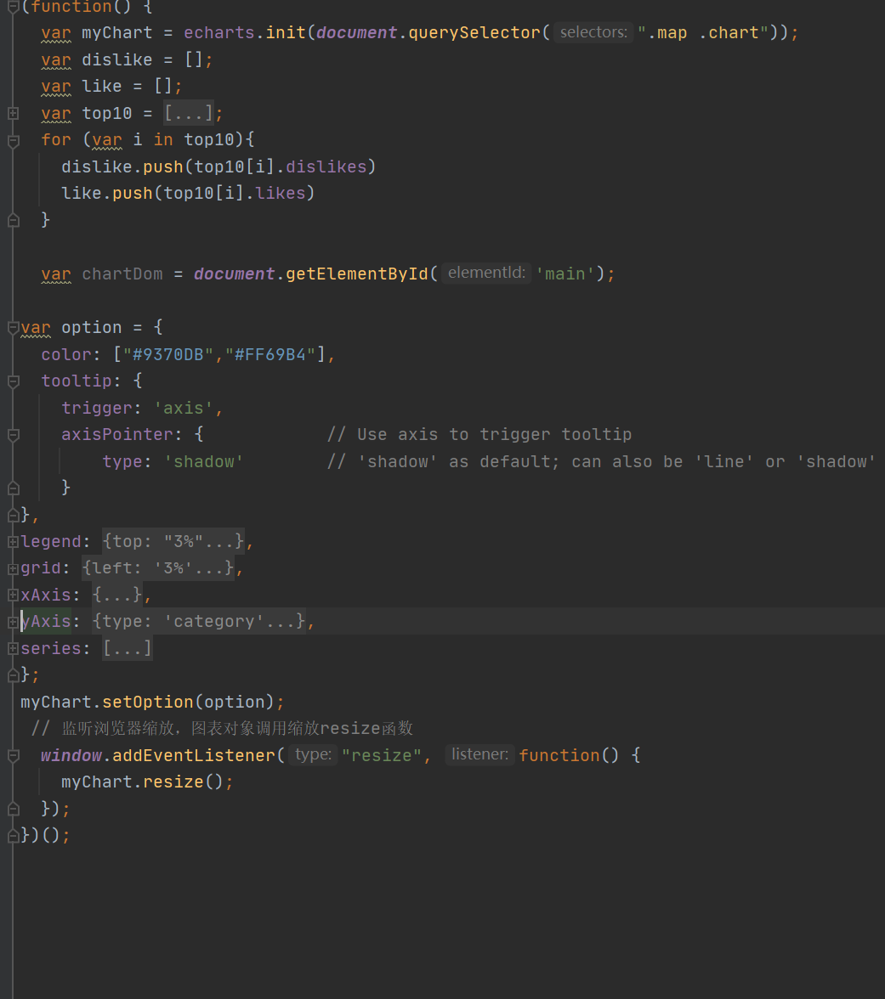 (function() {
var myChart = echarts.init(document.querySelector( selectors: ".map .chart"));
var dislike = [];
var like = [];
var top10 = [...];
for (var i in top10){
dislike.push(top10[i].dislikes)
like.push(top10[i].likes)
}
var chartDom = document.getElementById( elementId: 'main');
var option = {
color: ["#9370DB","#FF69B4"],
tooltip: {
trigger: 'axis',
axisPointer: {            // Use axis to trigger tooltip
type: 'shadow'        // 'shadow' as default; can also be 'line' or 'shadow'
}
},
legend: {top: "3%"...},
grid: {left: '3%'...},
xAxis: {...},
yAxis: {type: 'category'...},
series: [...]
};
myChart.setOption(option);
// 监听浏览器缩放，图表对象调用缩放resize函数
window.addEventListener( type: "resize", listener: function() {
myChart.resize();
});
})();